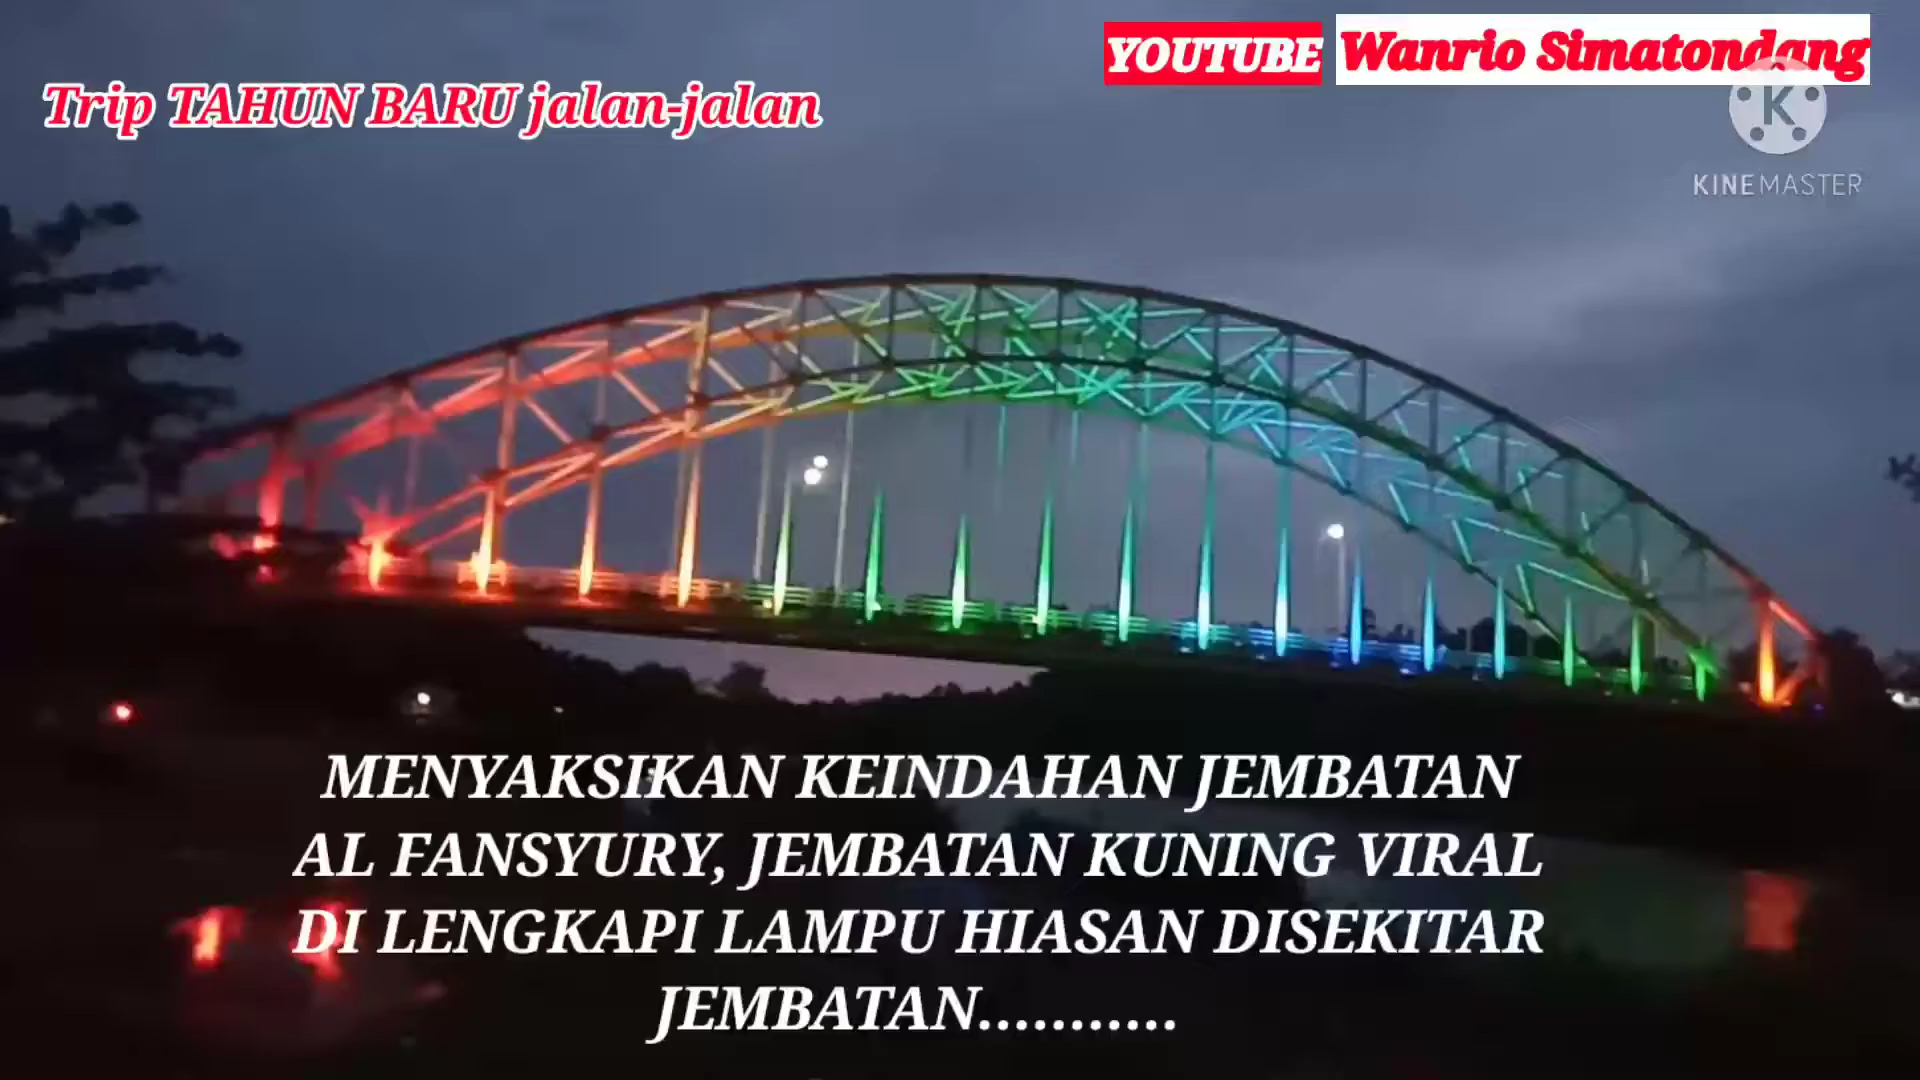 YOUTUBE Wanrio Simatondang
Trip TAHUN BARU jalan-jalan
K
KINEMASTER
MENYAKSIKAN KEINDAHAN JEMBATAN
AL FANSYURY, JEMBATAN KUNING VIRAL
DI LENGKAPI LAMPU HIASAN DISEKITAR
JEMBATAN...........